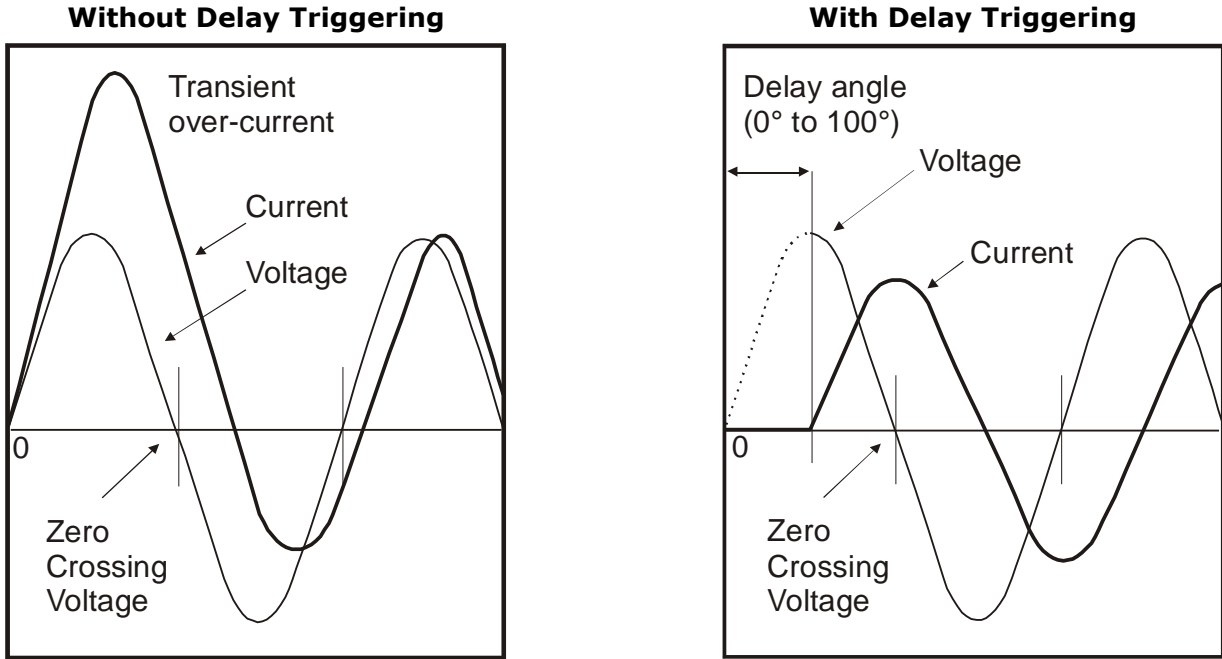 Without Delay Triggering
Transient
over-current
Current
Voltage
0
Zero
Crossing
Voltage
With Delay Triggering
Delay angle
(0° to 100°)
Voltage
Current
0
Zero
Crossing
Voltage